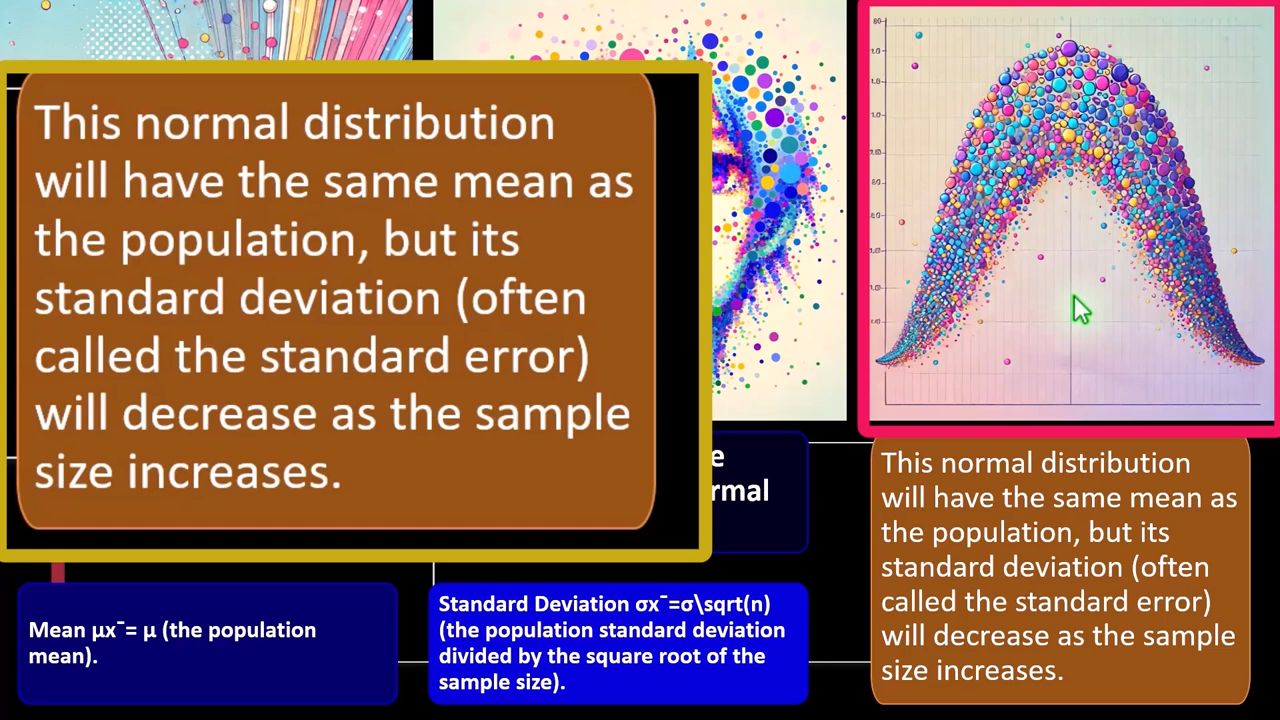 This normal distribution
will have the same mean as
the population, but its
standard deviation (often
called the standard error)
will decrease as the sample
size increases.
e
rmal
Mean μx¯= μ (the population
mean).
Standard Deviation σx¯=σ\sqrt(n)
(the population standard deviation
divided by the square root of the
sample size).
This normal distribution
will have the same mean as
the population, but its
standard deviation (often
called the standard error)
will decrease as the sample
size increases.